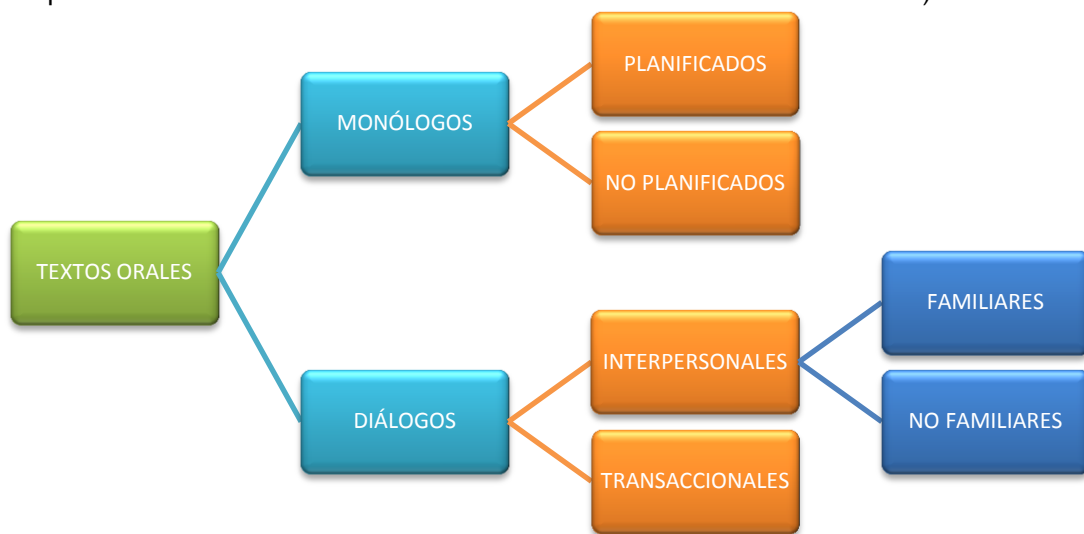 PLANIFICADOS
MONÓLOGOS
NO PLANIFICADOS
TEXTOS ORALES
FAMILIARES
INTERPERSONALES
DIÁLOGOS
NO FAMILIARES
TRANSACCIONALES